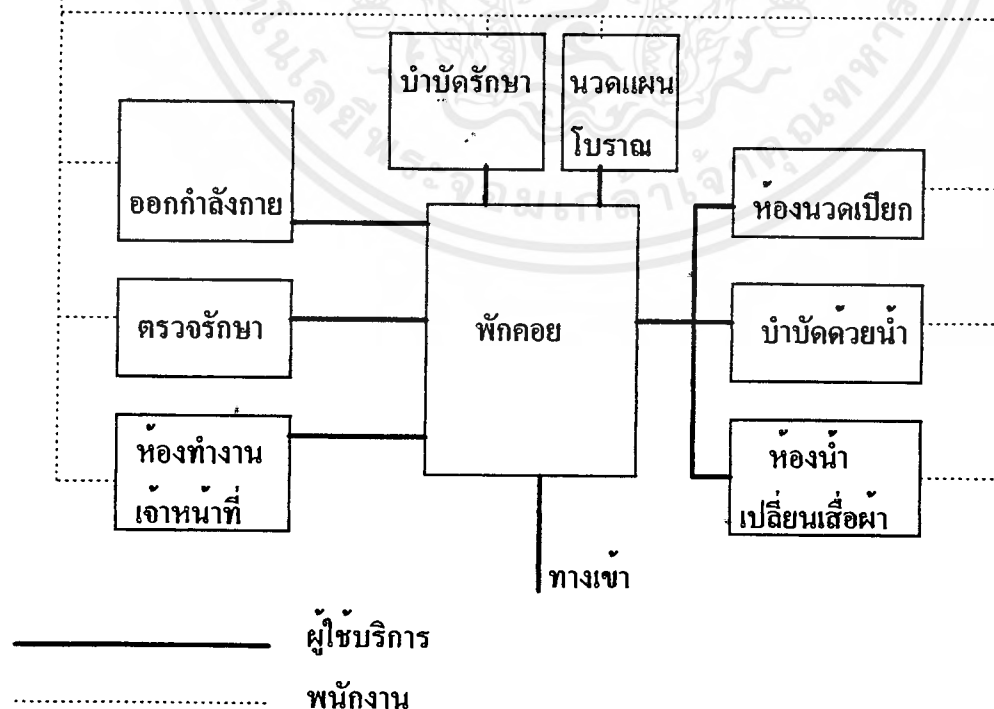 บำบัดรักษา
นวดแผน
โบราณ
ออกกำลังกาย
ห้องนวดเปียก
ตรวจรักษา
พักคอย
บำบัดด้วยน้ำ
ห้องทำงาน
เจ้าหน้าที่
ห้องน้ำ
เปลี่ยนเสื่อผ้า
ทางเข้า
ผู้ใช้บริการ
พนักงาน